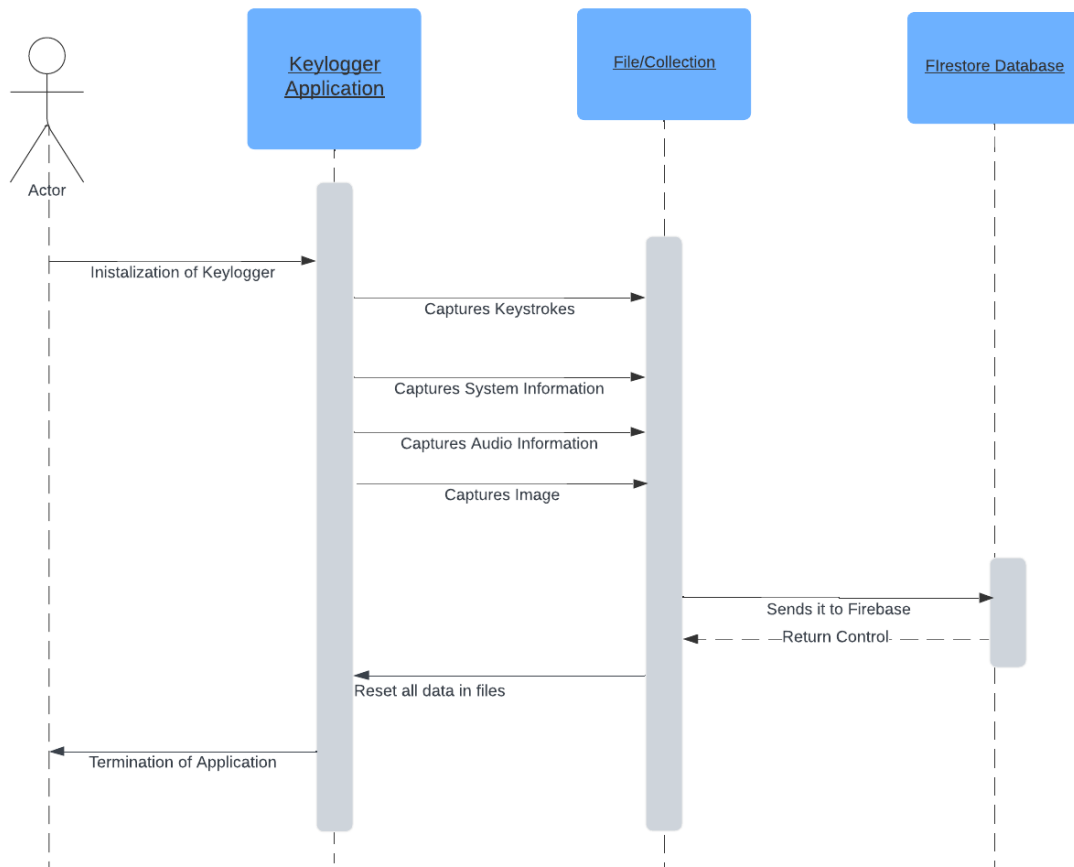 Keylogger
Application
File/Collection
FIrestore Database
Actor
Inistalization of Keylogger
Captures Keystrokes
Captures System Information
Captures Audio Information
Captures Image
Sends it to Firebase
Return Control
Reset all data in files
Termination of Application